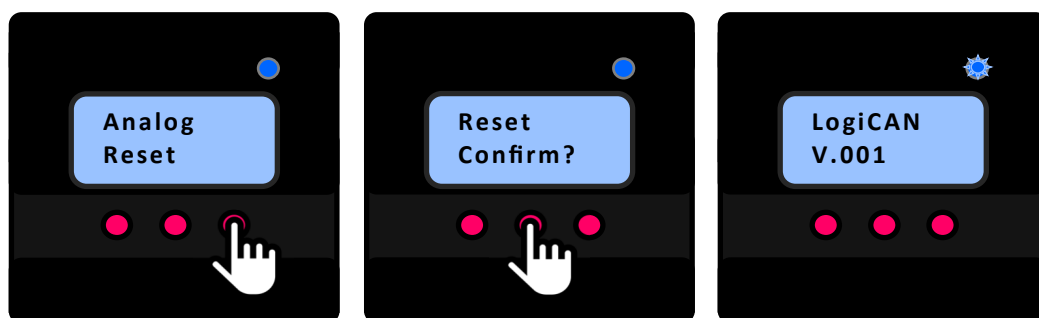 Analog
Reset
Reset
Confirm?
LogiCAN
V.001